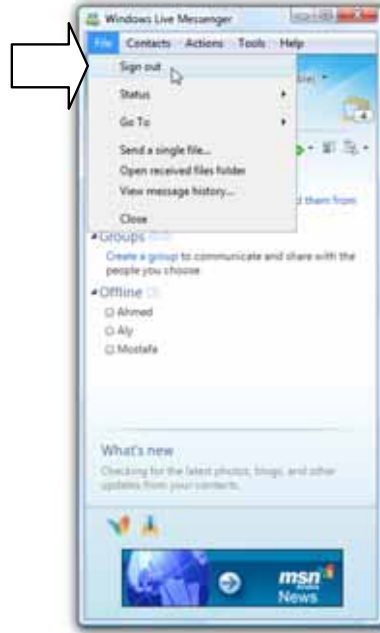 Windows Live Messenger
File Contacts Actions Tools Help
Sign out
Status
Go To
Send a single file...
Open received files folder
View message history...
Close
d them from
Groups
Create a group to communicate and share with the
people you choose
Offline
Ahmed
Aly
Mostafa
What's new
Checking for the latest photos, blogs, and other
updates from your contacts.
msn
News